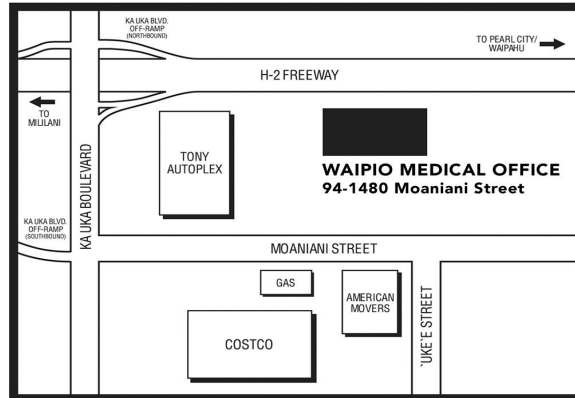 KA UKA BLVD.
OFF-RAMP
(NORTHBOUND)
TO PEARL CITY/
WAIPAHU
H-2 FREEWAY
TO
MILILANI
TONY
AUTOPLEX
WAIPIO MEDICAL OFFICE
94-1480 Moaniani Street
KA UKA BOULEVARD
KA UKA BLVD.
OFF-RAMP
(SOUTHBOUND)
MOANIANI STREET
GAS
AMERICAN
MOVERS
'UKE'E STREET
COSTCO